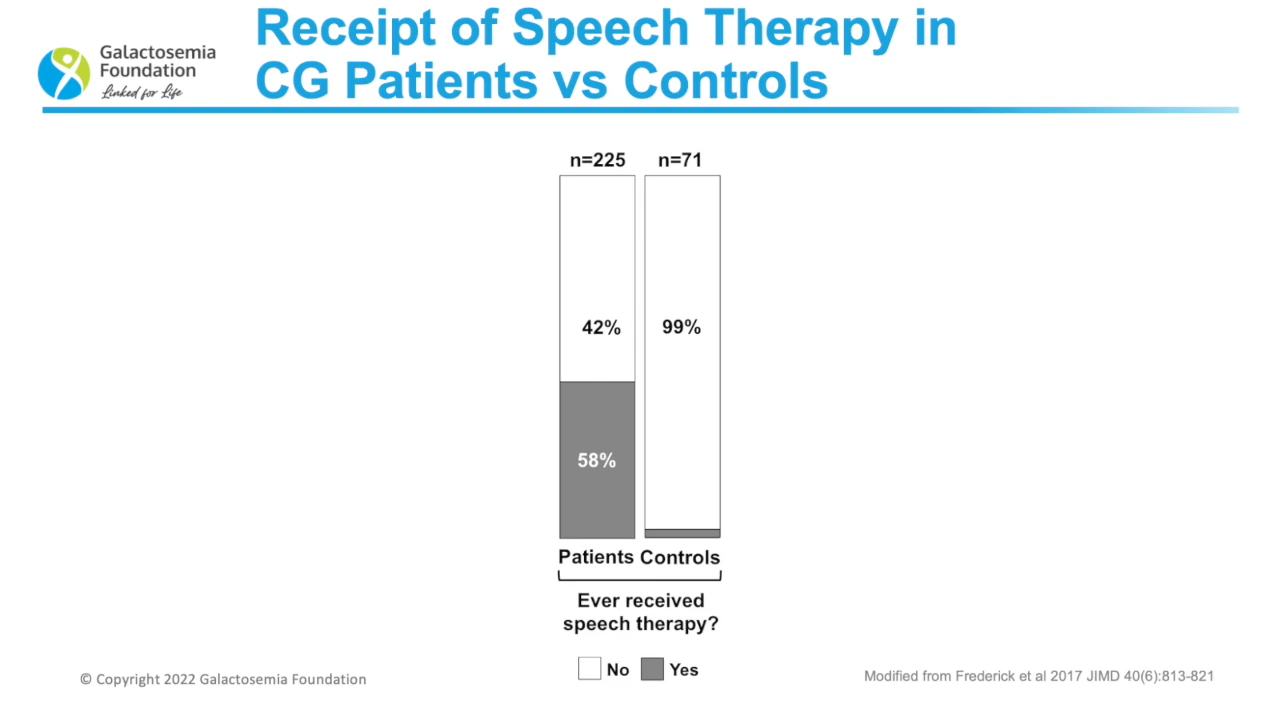 Galactosemia
Foundation
Linked for Life
Receipt of Speech Therapy in
CG Patients vs Controls
n=225 n=71
42% 99%
58%
Patients Controls
Ever received
speech therapy?
No Yes
© Copyright 2022 Galactosemia Foundation
Modified from Frederick et al 2017 JIMD 40(6):813-821